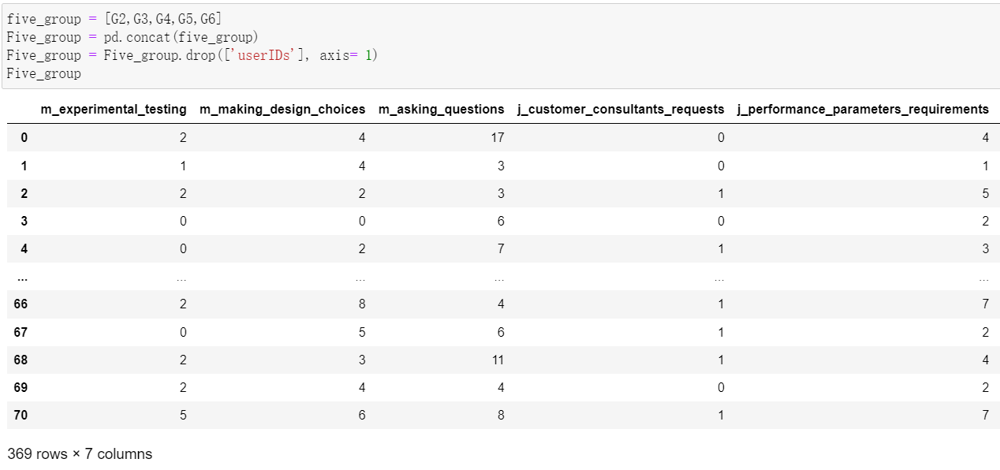 five_group = [G2,G3,G4,G5,G6]
Five_group = pd.concat(five_group)
Five_group = Five_group.drop(['userIDs'], axis= 1)
Five_group
m_experimental_testing m_making_design_choices m_asking_questions j_customer_consultants_requests j_performance_parameters_requirements
0 2 4 17 0 4
1 1 4 3 0 1
2 2 2 3 1 5
3 0 0 6 0 2
4 0 2 7 1 3
... ... ... ... ... ...
66 2 8 4 1 7
67 0 5 6 1 2
68 2 3 11 1 4
69 2 4 4 0 2
70 5 6 8 1 7
369 rows × 7 columns